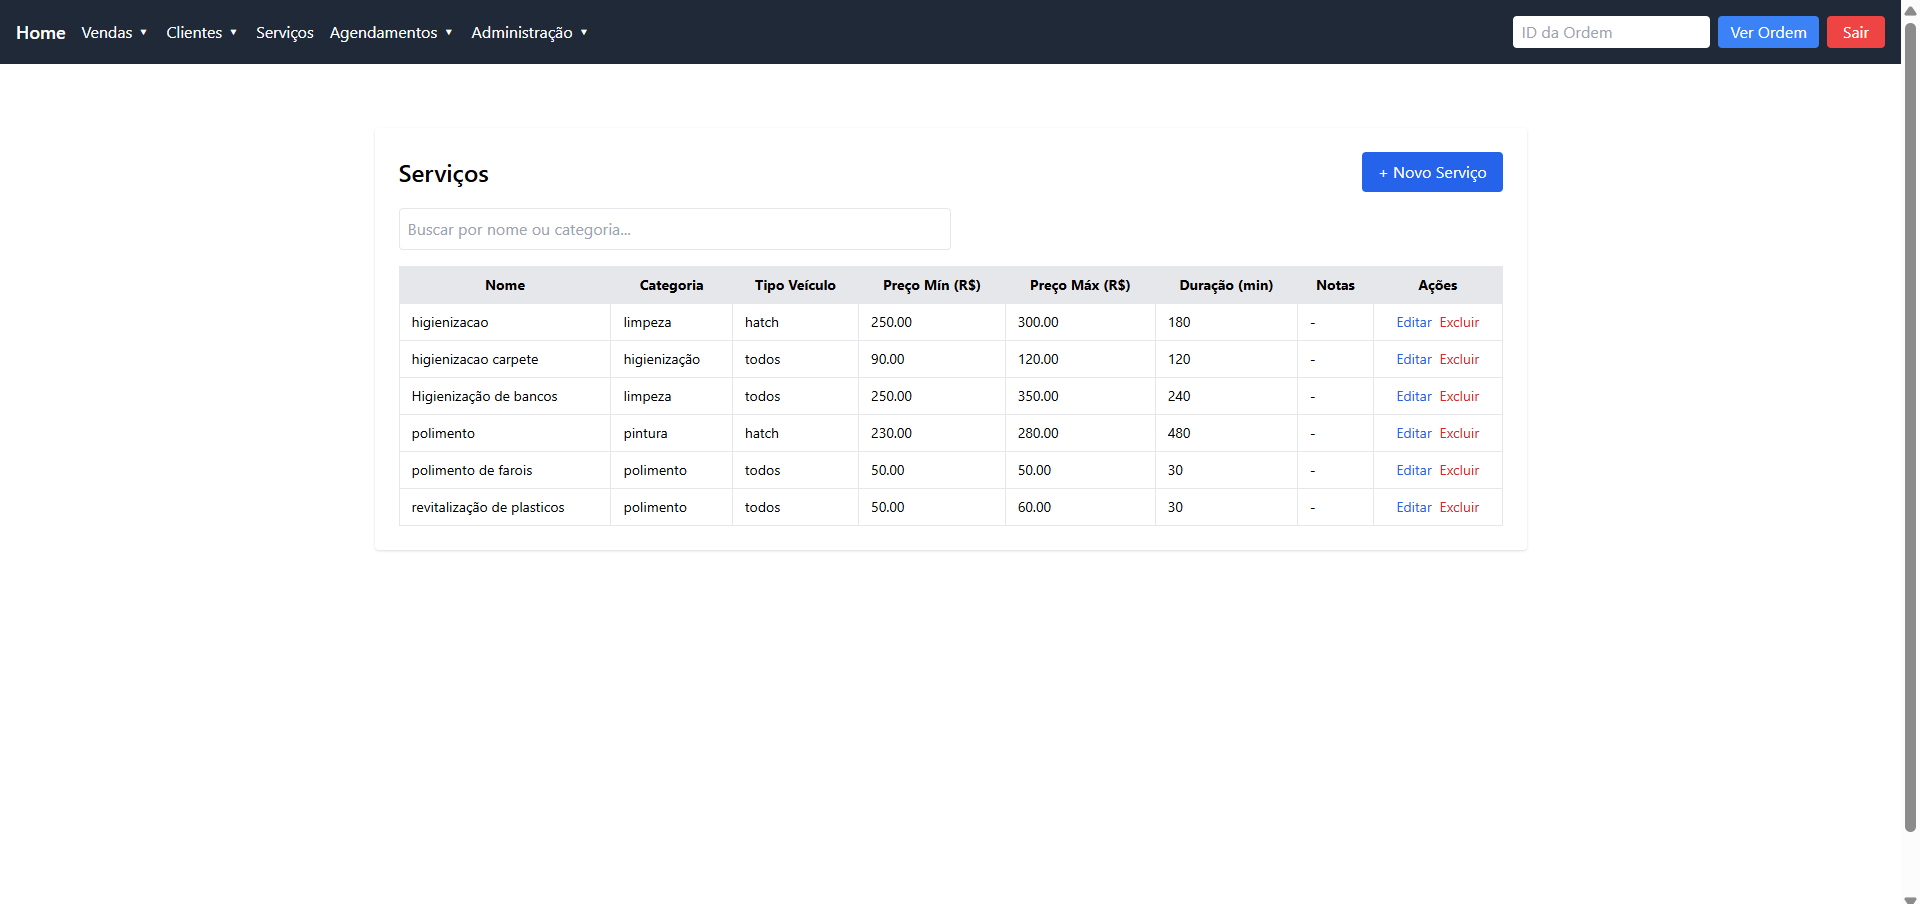 Home Vendas ▼ Clientes ▼ Serviços Agendamentos ▼ Administração ▼ ID da Ordem Ver Ordem Sair
Serviços + Novo Serviço
Buscar por nome ou categoria...
Nome Categoria Tipo Veículo Preço Mín (R$) Preço Máx (R$) Duração (min) Notas Ações
higienizacao limpeza hatch 250.00 300.00 180 - Editar Excluir
higienizacao carpete higienização todos 90.00 120.00 120 - Editar Excluir
Higienização de bancos limpeza todos 250.00 350.00 240 - Editar Excluir
polimento pintura hatch 230.00 280.00 480 - Editar Excluir
polimento de farois polimento todos 50.00 50.00 30 - Editar Excluir
revitalização de plasticos polimento todos 50.00 60.00 30 - Editar Excluir